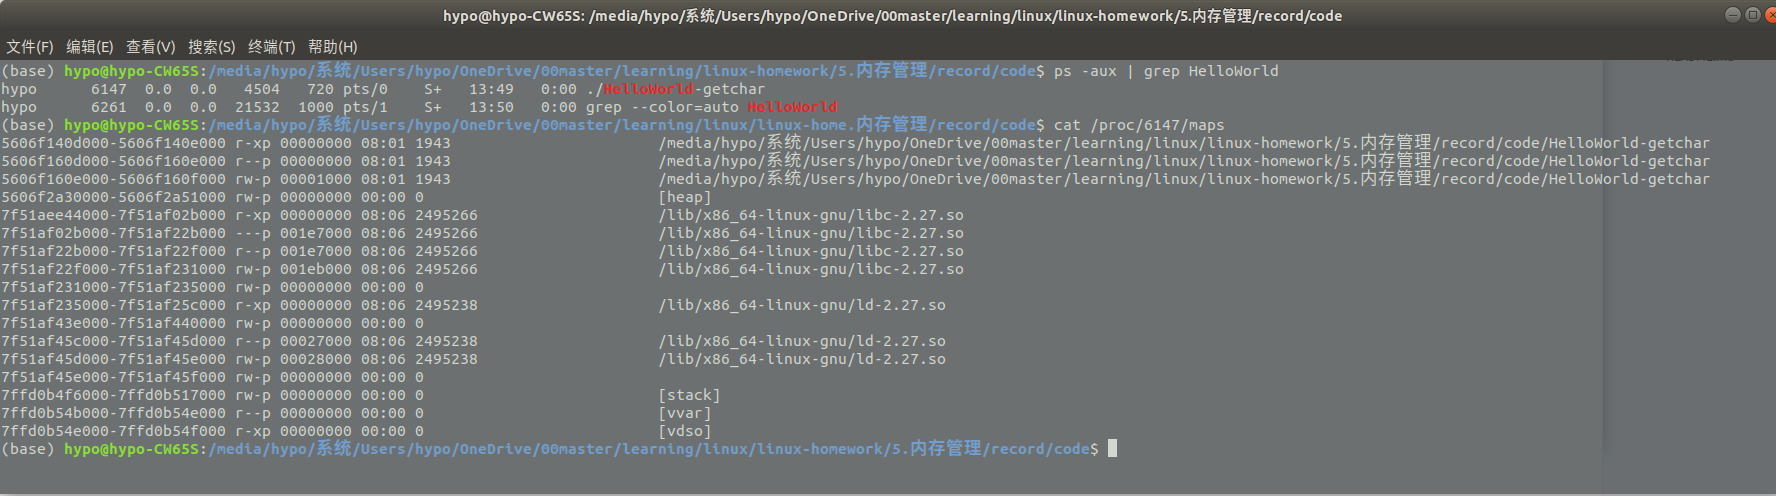 hypo@hypo-CW65S: /media/hypo/系统/Users/hypo/OneDrive/00master/learning/linux/linux-homework/5.内存管理/record/code
文件(F) 编辑(E) 查看(V) 搜索(S) 终端(T) 帮助(H)
(base) hypo@hypo-CW65S:/media/hypo/系统/Users/hypo/OneDrive/00master/learning/linux-homework/5.内存管理/record/code$ ps -aux | grep HelloWorld
hypo      6147  0.0  0.0   4504   720 pts/0    S+   13:49   0:00 ./HelloWorld-getchar
hypo      6261  0.0  0.0  21532  1000 pts/1    S+   13:50   0:00 grep --color=auto HelloWorld
(base) hypo@hypo-CW65S:/media/hypo/系统/Users/hypo/OneDrive/00master/learning/linux/linux-home.内存管理/record/code$ cat /proc/6147/maps
5606f140d000-5606f140e000 r-xp 00000000 08:01 1943                       /media/hypo/系统/Users/hypo/OneDrive/00master/learning/linux/linux-homework/5.内存管理/record/code/HelloWorld-getchar
5606f160d000-5606f160e000 r--p 00000000 08:01 1943                       /media/hypo/系统/Users/hypo/OneDrive/00master/learning/linux/linux-homework/5.内存管理/record/code/HelloWorld-getchar
5606f160e000-5606f160f000 rw-p 00001000 08:01 1943                       /media/hypo/系统/Users/hypo/OneDrive/00master/learning/linux/linux-homework/5.内存管理/record/code/HelloWorld-getchar
5606f2a30000-5606f2a51000 rw-p 00000000 00:00 0                          [heap]
7f51aee44000-7f51af02b000 r-xp 00000000 08:06 2495266                    /lib/x86_64-linux-gnu/libc-2.27.so
7f51af02b000-7f51af22b000 ---p 001e7000 08:06 2495266                    /lib/x86_64-linux-gnu/libc-2.27.so
7f51af22b000-7f51af22f000 r--p 001e7000 08:06 2495266                    /lib/x86_64-linux-gnu/libc-2.27.so
7f51af22f000-7f51af231000 rw-p 001eb000 08:06 2495266                    /lib/x86_64-linux-gnu/libc-2.27.so
7f51af231000-7f51af235000 rw-p 00000000 00:00 0
7f51af235000-7f51af25c000 r-xp 00000000 08:06 2495238                    /lib/x86_64-linux-gnu/ld-2.27.so
7f51af43e000-7f51af440000 rw-p 00000000 00:00 0
7f51af45c000-7f51af45d000 r--p 00027000 08:06 2495238                    /lib/x86_64-linux-gnu/ld-2.27.so
7f51af45d000-7f51af45e000 rw-p 00028000 08:06 2495238                    /lib/x86_64-linux-gnu/ld-2.27.so
7f51af45e000-7f51af45f000 rw-p 00000000 00:00 0
7ffd0b4f6000-7ffd0b517000 rw-p 00000000 00:00 0                          [stack]
7ffd0b54b000-7ffd0b54e000 r--p 00000000 00:00 0                          [vvar]
7ffd0b54e000-7ffd0b54f000 r-xp 00000000 00:00 0                          [vdso]
(base) hypo@hypo-CW65S:/media/hypo/系统/Users/hypo/OneDrive/00master/learning/linux/linux-homework/5.内存管理/record/code$